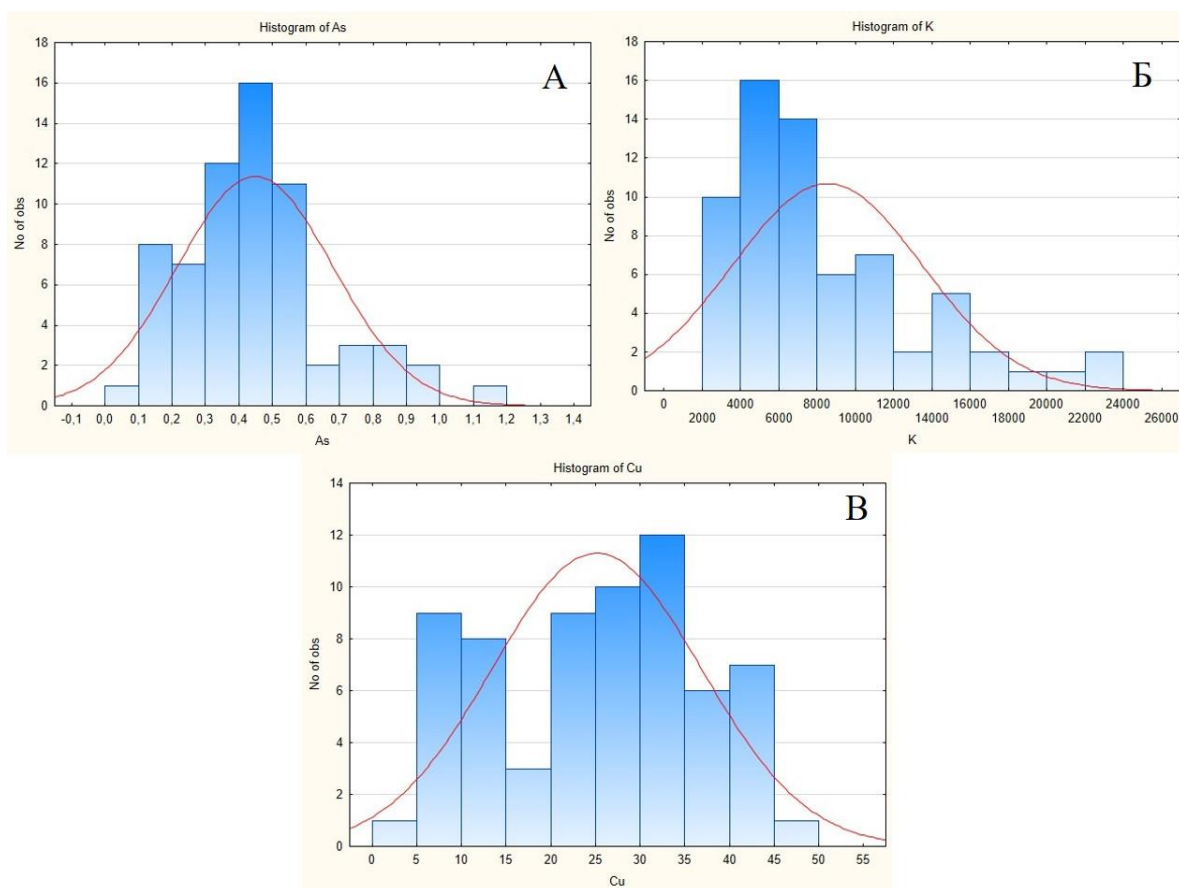 Histogram of As
А
18
16
14
12
10
8
6
4
2
0
No of obs
-0,1 0,0 0,1 0,2 0,3 0,4 0,5 0,6 0,7 0,8 0,9 1,0 1,1 1,2 1,3 1,4
As
Histogram of K
Б
18
16
14
12
10
8
6
4
2
0
No of obs
0 4000 8000 12000 16000 20000 24000
2000 6000 10000 14000 18000 22000 26000
K
Histogram of Cu
В
14
12
10
8
6
4
2
0
No of obs
0 5 10 15 20 25 30 35 40 45 50 55
Cu